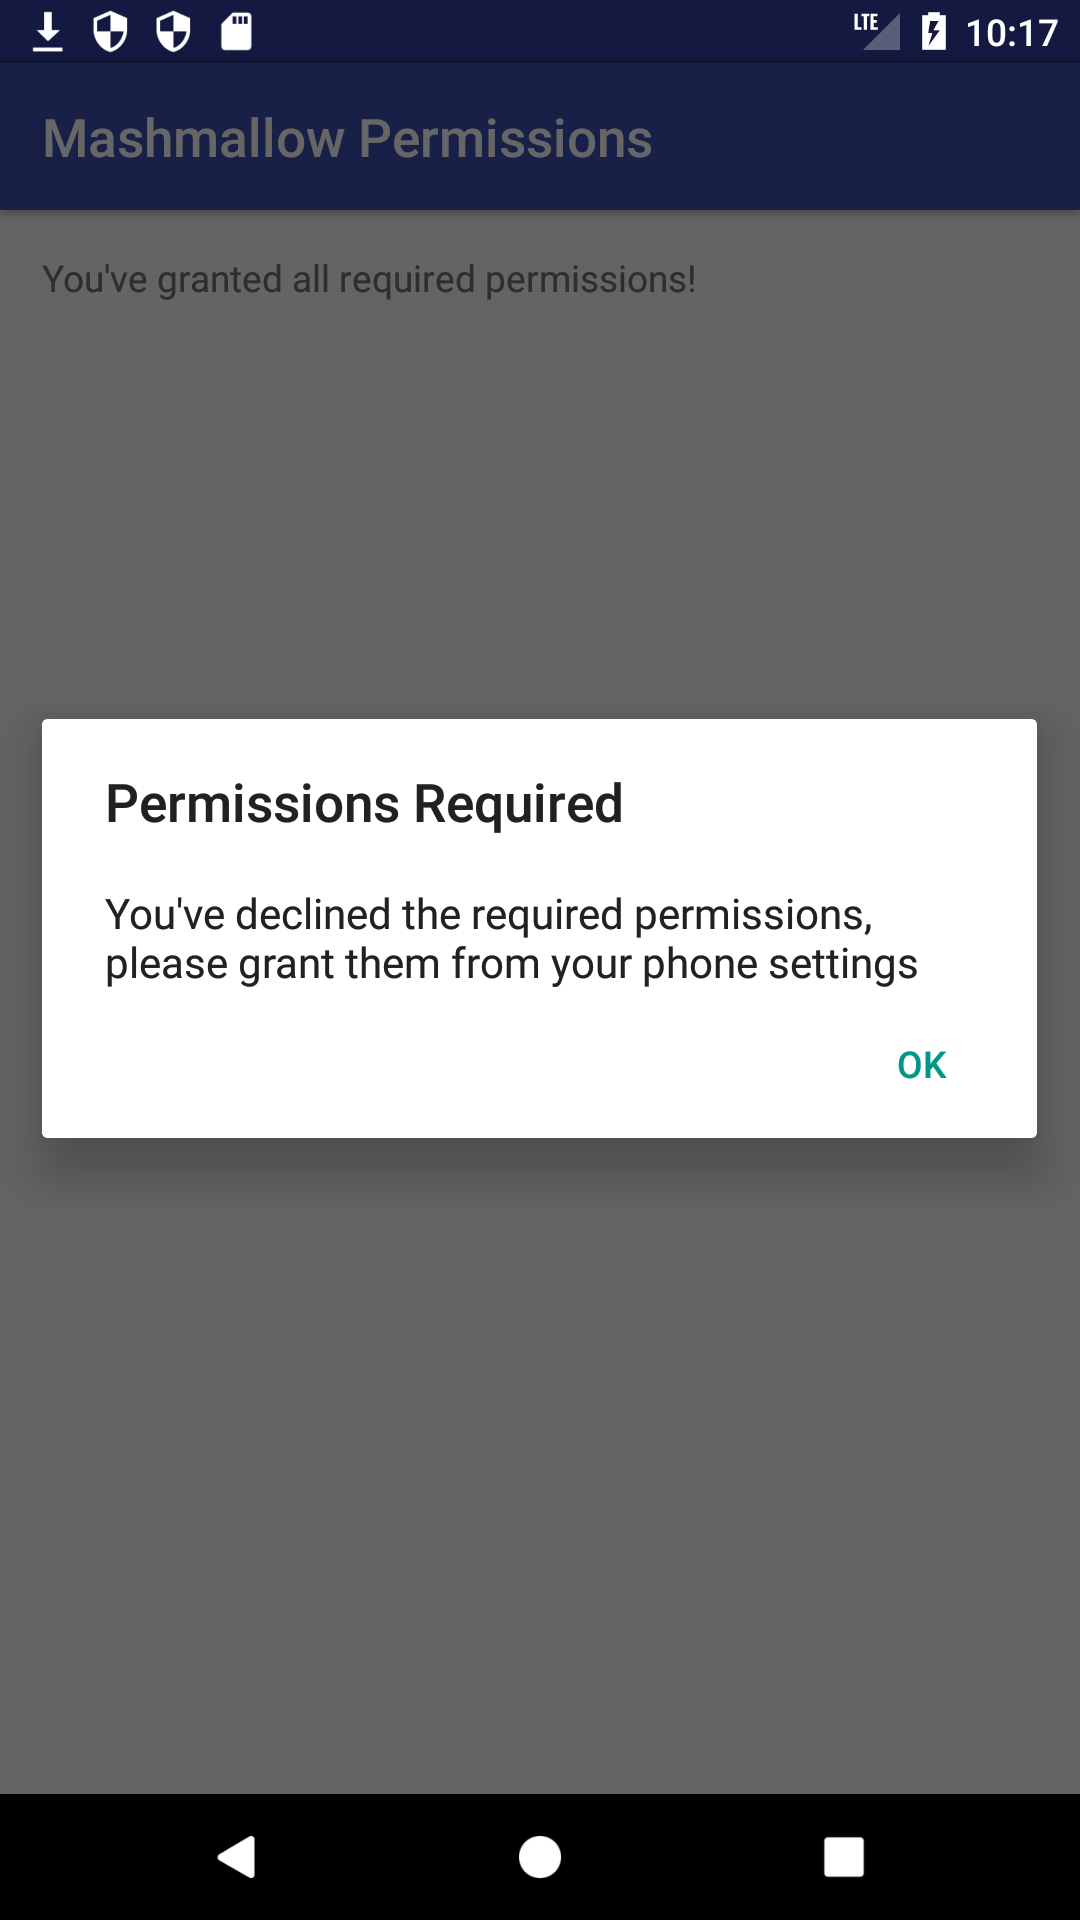 LTE 10:17
Mashmallow Permissions
You've granted all required permissions!
Permissions Required
You've declined the required permissions,
please grant them from your phone settings
OK